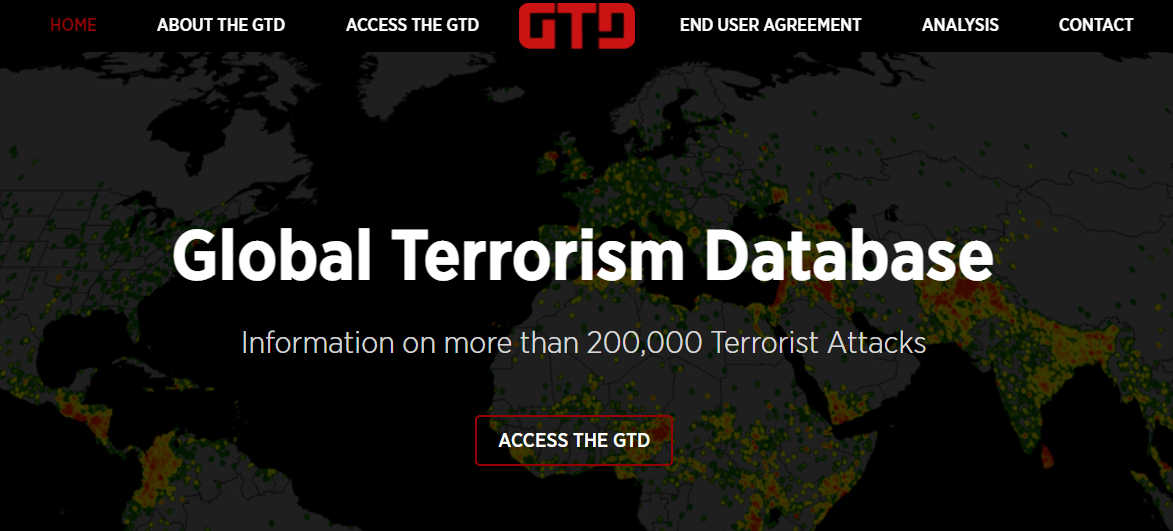 HOME
ABOUT THE GTD
ACCESS THE GTD
GTD
END USER AGREEMENT
ANALYSIS
CONTACT
Global Terrorism Database
Information on more than 200,000 Terrorist Attacks
ACCESS THE GTD